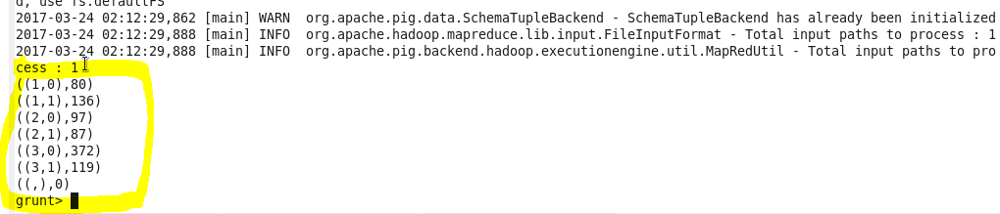 d, use fs.defaultFS
2017-03-24 02:12:29,862 [main] WARN  org.apache.pig.data.SchemaTupleBackend - SchemaTupleBackend has already been initialized
2017-03-24 02:12:29,888 [main] INFO  org.apache.hadoop.mapreduce.lib.input.FileInputFormat - Total input paths to process : 1
2017-03-24 02:12:29,888 [main] INFO  org.apache.pig.backend.hadoop.executionengine.util.MapRedUtil - Total input paths to pro
cess : 1
((1,0),80)
((1,1),136)
((2,0),97)
((2,1),87)
((3,0),372)
((3,1),119)
((,),0)
grunt>